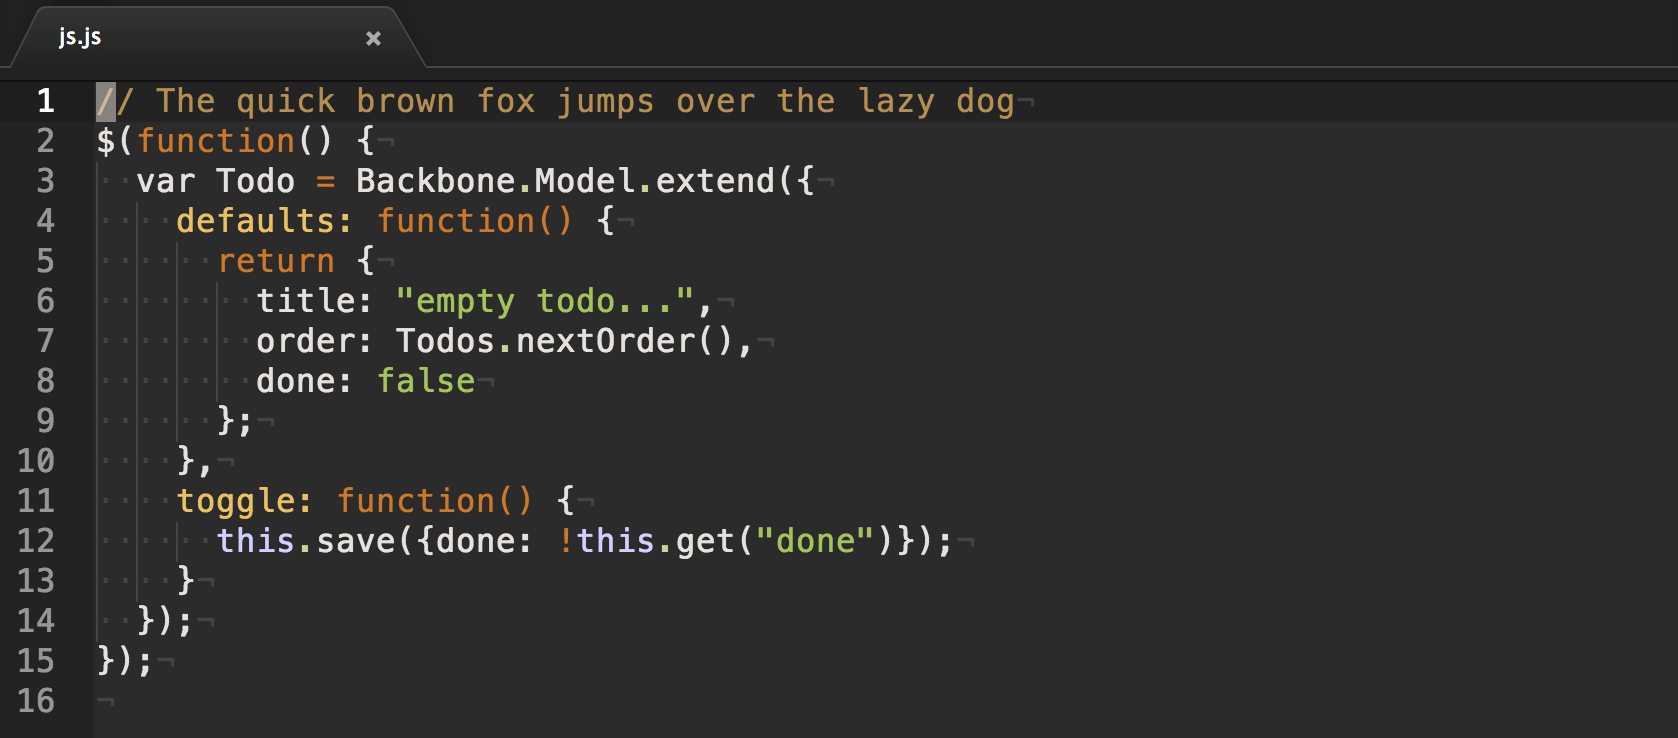 js.js ×
1 // The quick brown fox jumps over the lazy dog¬
2 $(function() {¬
3 ··var Todo = Backbone.Model.extend({¬
4 ····defaults: function() {¬
5 ······return {¬
6 ········title: "empty todo...",¬
7 ········order: Todos.nextOrder(),¬
8 ········done: false¬
9 ······};¬
10 ····},¬
11 ····toggle: function() {¬
12 ······this.save({done: !this.get("done")});¬
13 ····}¬
14 ··});¬
15 });¬
16 ¬